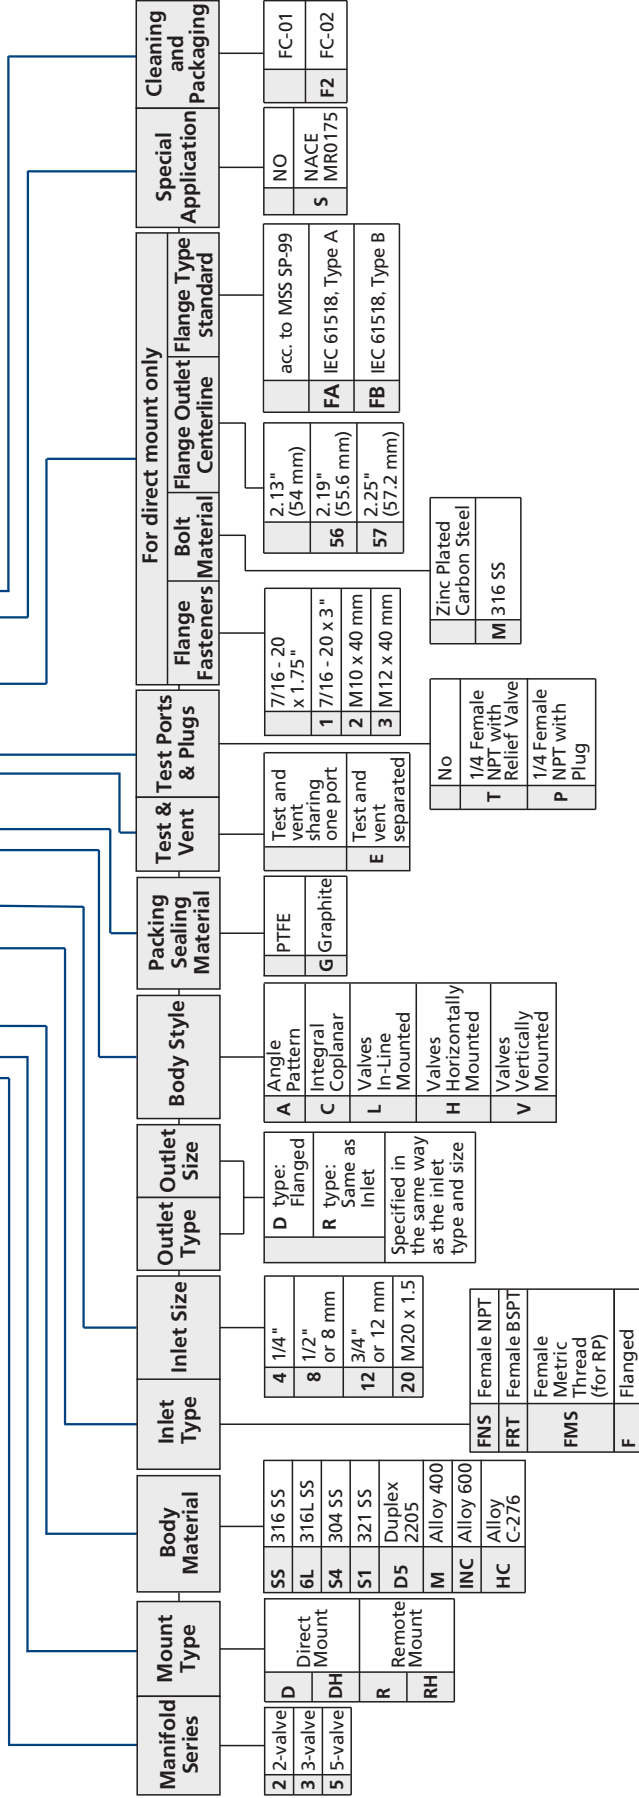 Manifold
Series
2 2-valve
3 3-valve
5 5-valve
Mount
Type
D
DH
Direct
Mount
R
RH
Remote
Mount
Body
Material
SS 316 SS
6L 316L SS
S4 304 SS
S1 321 SS
D5 Duplex
2205
M Alloy 400
INC Alloy 600
HC Alloy
C-276
Inlet
Type
FNS Female NPT
FRT Female BSPT
FMS Female
Metric
Thread
(for RP)
F Flanged
Inlet Size
4 1/4"
8 1/2"
or 8 mm
12 3/4"
or 12 mm
20 M20 x 1.5
Outlet
Type
Outlet
Size
D type:
Flanged
R type:
Same as
Inlet
Specified in
the same way
as the inlet
type and size
Body Style
A Angle
Pattern
C Integral
Coplanar
L Valves
In-Line
Mounted
H Valves
Horizontally
Mounted
V Valves
Vertically
Mounted
Packing
Sealing
Material
PTFE
G Graphite
Test &
Vent
Test and
vent
sharing
one port
E Test and
vent
separated
Test Ports
& Plugs
No
T 1/4 Female
NPT with
Relief Valve
P 1/4 Female
NPT with
Plug
For direct mount only
Flange
Fasteners
7/16 - 20
x 1.75"
1 7/16 - 20 x 3"
2 M10 x 40 mm
3 M12 x 40 mm
Bolt
Material
Zinc Plated
Carbon Steel
M 316 SS
Flange Outlet
Centerline
2.13"
(54 mm)
56 2.19"
(55.6 mm)
57 2.25"
(57.2 mm)
Flange Type
Standard
acc. to MSS SP-99
FA IEC 61518, Type A
FB IEC 61518, Type B
Special
Application
NO
S NACE
MR0175
Cleaning
and
Packaging
FC-01
F2 FC-02